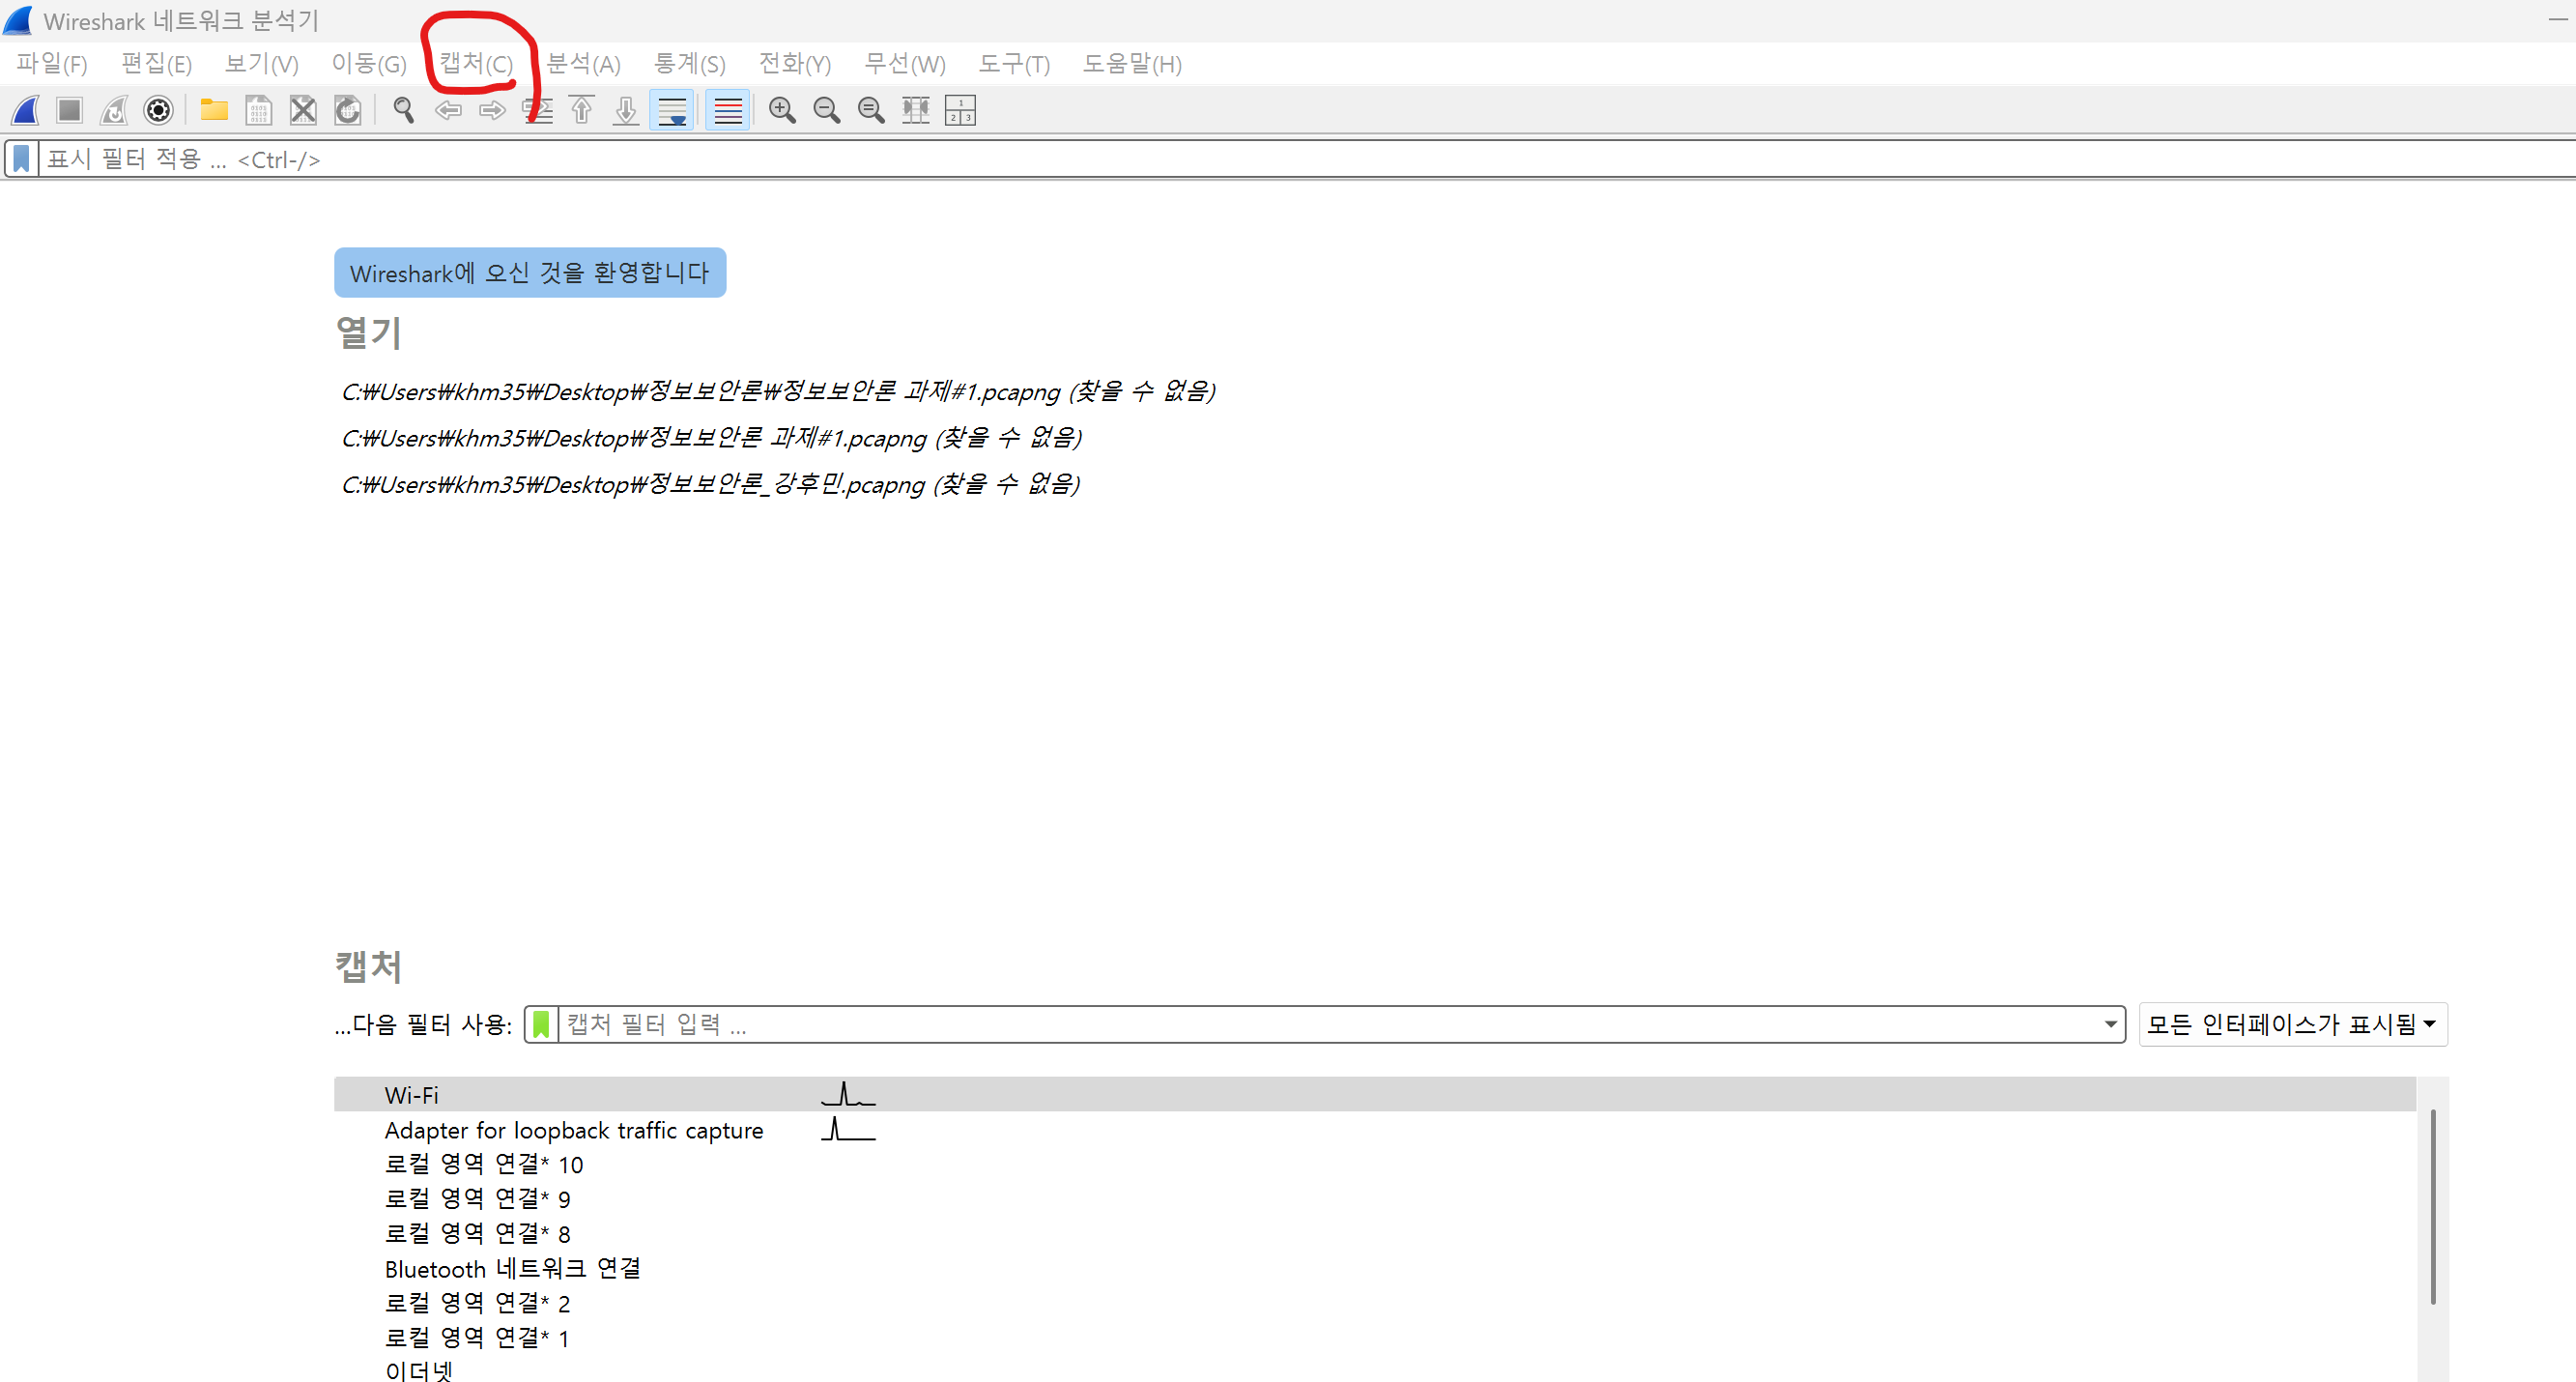 Wireshark 네트워크 분석기
파일(F) 편집(E) 보기(V) 이동(G) 캡처(C) 분석(A) 통계(S) 전화(Y) 무선(W) 도구(T) 도움말(H)
표시 필터 적용 ... <Ctrl-/>
Wireshark에 오신 것을 환영합니다
열기
C:₩Users₩khm35₩Desktop₩정보보안론₩정보보안론 과제#1.pcapng (찾을 수 없음)
C:₩Users₩khm35₩Desktop₩정보보안론 과제#1.pcapng (찾을 수 없음)
C:₩Users₩khm35₩Desktop₩정보보안론_강후민.pcapng (찾을 수 없음)
캡처
...다음 필터 사용: 캡처 필터 입력 ... 모든 인터페이스가 표시됨
Wi-Fi
Adapter for loopback traffic capture
로컬 영역 연결* 10
로컬 영역 연결* 9
로컬 영역 연결* 8
Bluetooth 네트워크 연결
로컬 영역 연결* 2
로컬 영역 연결* 1
이더넷